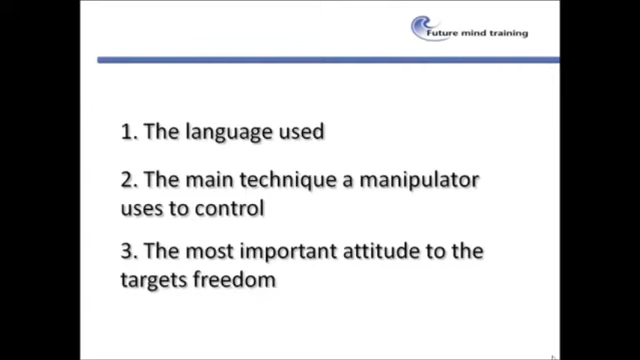 Future mind training
1. The language used
2. The main technique a manipulator
uses to control
3. The most important attitude to the
targets freedom